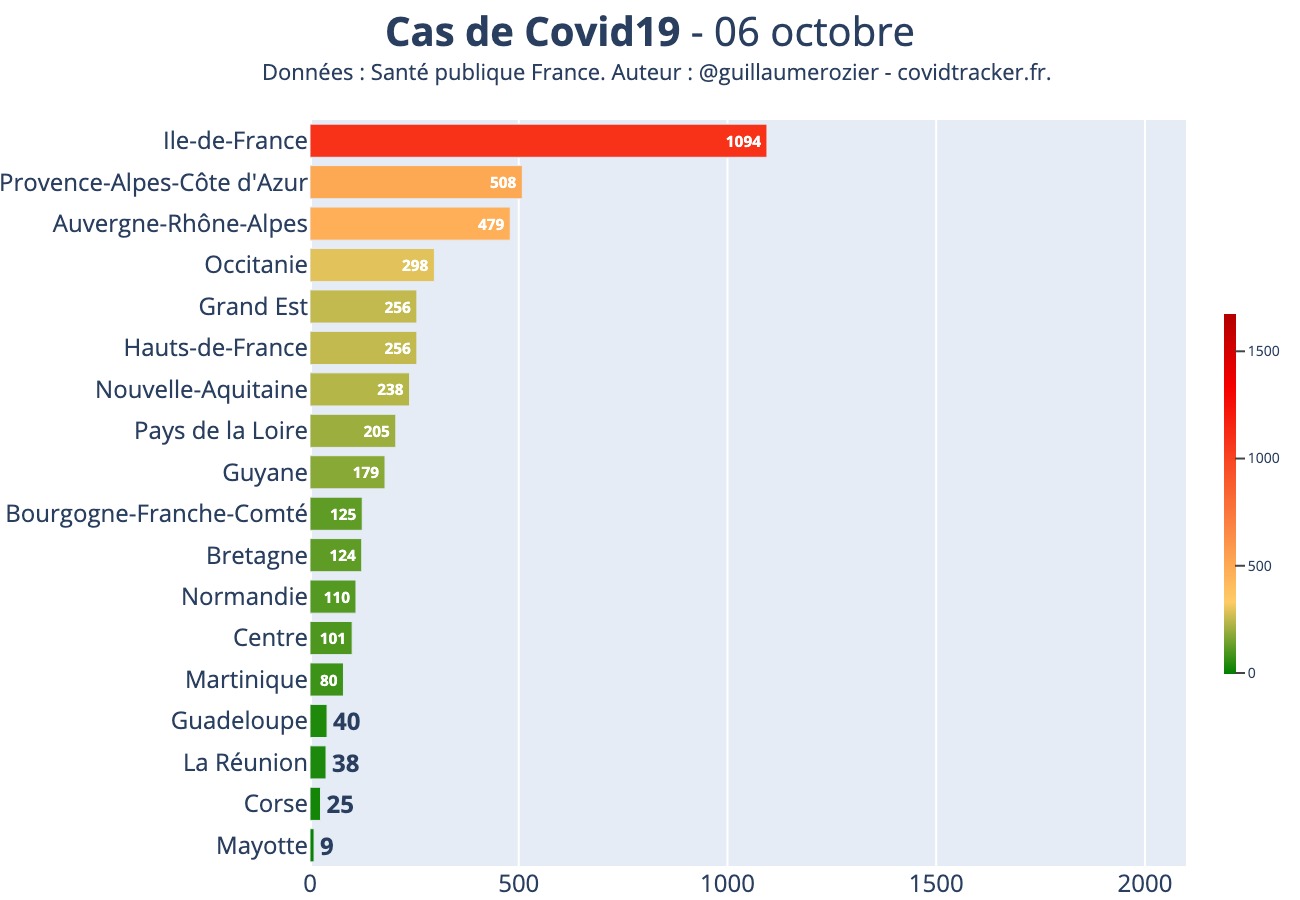 Cas de Covid19 - 06 octobre
Données : Santé publique France. Auteur : @guillaumerozier - covidtracker.fr.
Ile-de-France 1094
Provence-Alpes-Côte d'Azur 508
Auvergne-Rhône-Alpes 479
Occitanie 298
Grand Est 256
Hauts-de-France 256
Nouvelle-Aquitaine 238
Pays de la Loire 205
Guyane 179
Bourgogne-Franche-Comté 125
Bretagne 124
Normandie 110
Centre 101
Martinique 80
Guadeloupe 40
La Réunion 38
Corse 25
Mayotte 9
0 500 1000 1500 2000
1500
1000
500
0